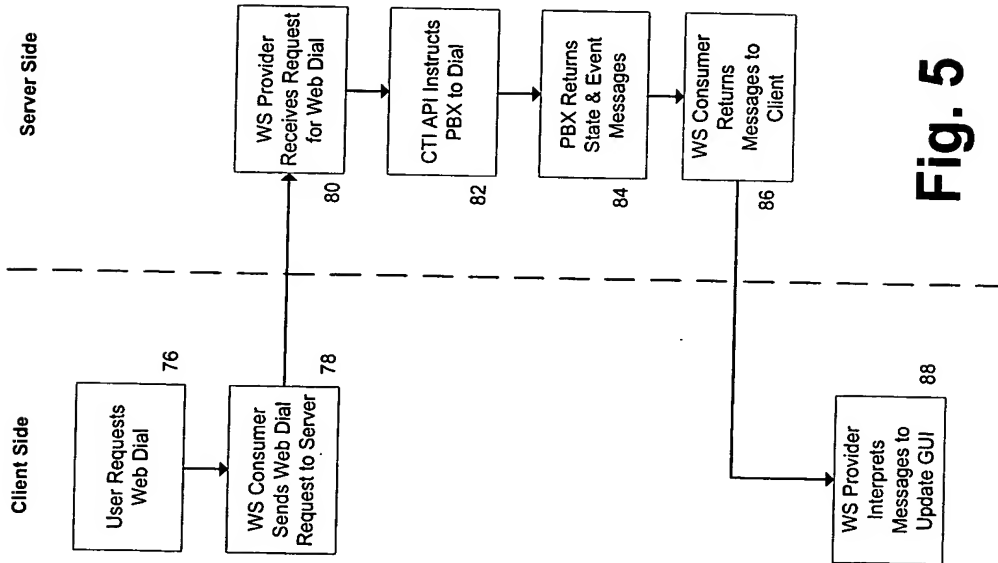 Client Side
User Requests
Web Dial
76
WS Consumer
Sends Web Dial
Request to Server
78
Server Side
WS Provider
Receives Request
for Web Dial
80
CTI API Instructs
PBX to Dial
82
PBX Returns
State & Event
Messages
84
WS Consumer
Returns
Messages to
Client
86
WS Provider
Interprets
Messages to
Update GUI
88
Fig. 5